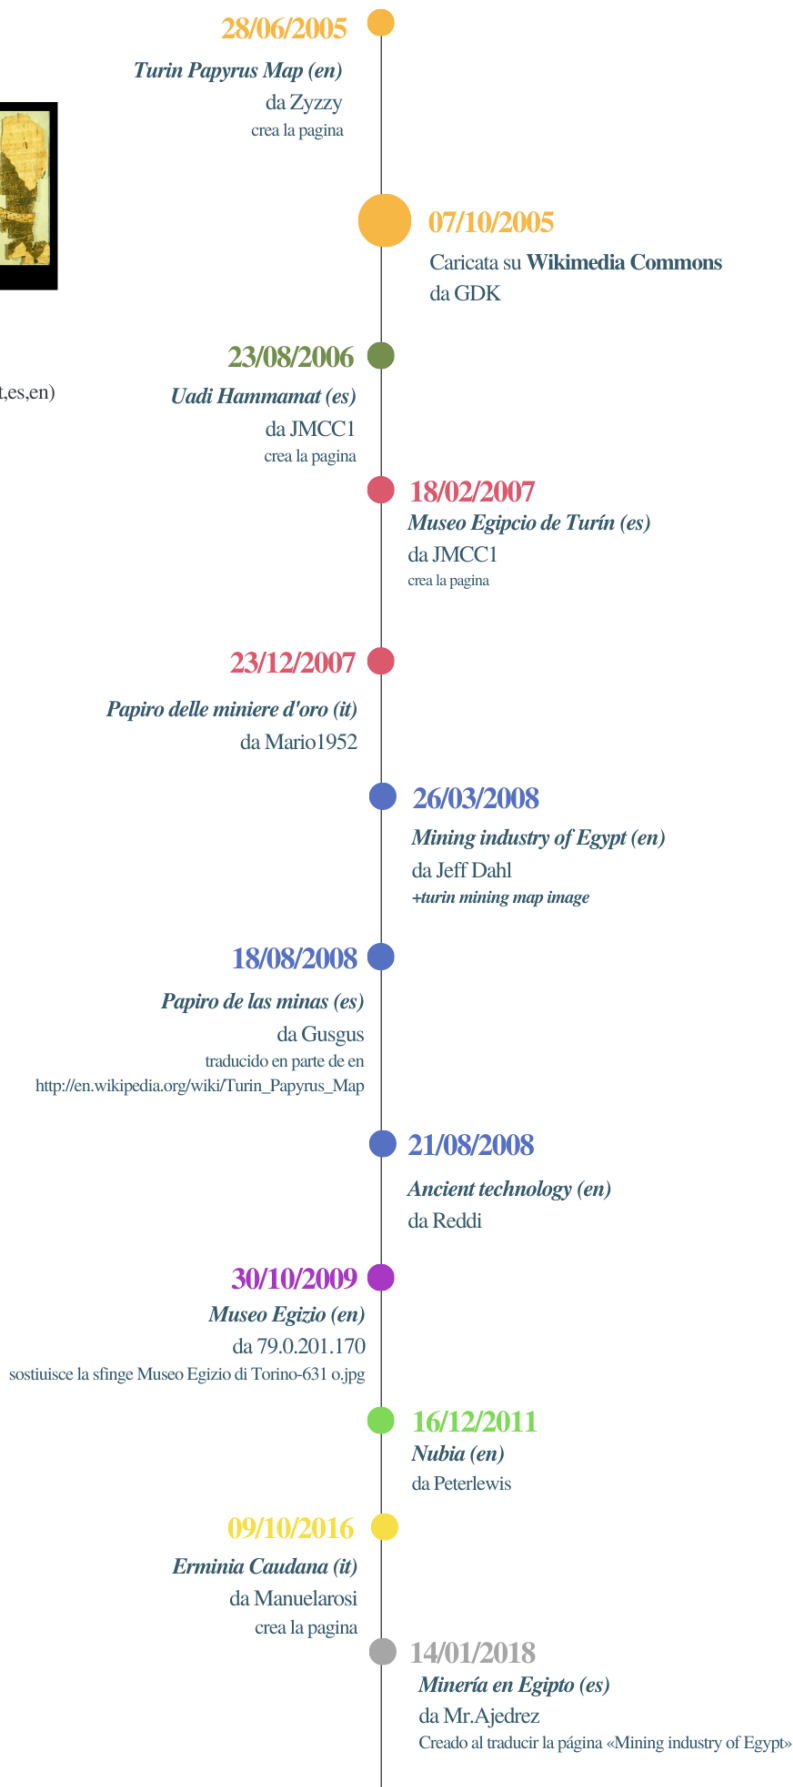 28/06/2005
Turin Papyrus Map (en)
da Zyzzy
crea la pagina
07/10/2005
Caricata su Wikimedia Commons
da GDK
23/08/2006
t,es,en)
Uadi Hammamat (es)
da JMCC1
crea la pagina
18/02/2007
Museo Egipcio de Turín (es)
da JMCC1
crea la pagina
23/12/2007
Papiro delle miniere d'oro (it)
da Mario1952
26/03/2008
Mining industry of Egypt (en)
da Jeff Dahl
+turin mining map image
18/08/2008
Papiro de las minas (es)
da Gusgus
traducido en parte de en
http://en.wikipedia.org/wiki/Turin_Papyrus_Map
21/08/2008
Ancient technology (en)
da Reddi
30/10/2009
Museo Egizio (en)
da 79.0.201.170
sostiuisce la sfinge Museo Egizio di Torino-631 o.jpg
16/12/2011
Nubia (en)
da Peterlewis
09/10/2016
Erminia Caudana (it)
da Manuelarosi
crea la pagina
14/01/2018
Minería en Egipto (es)
da Mr.Ajedrez
Creado al traducir la página «Mining industry of Egypt»